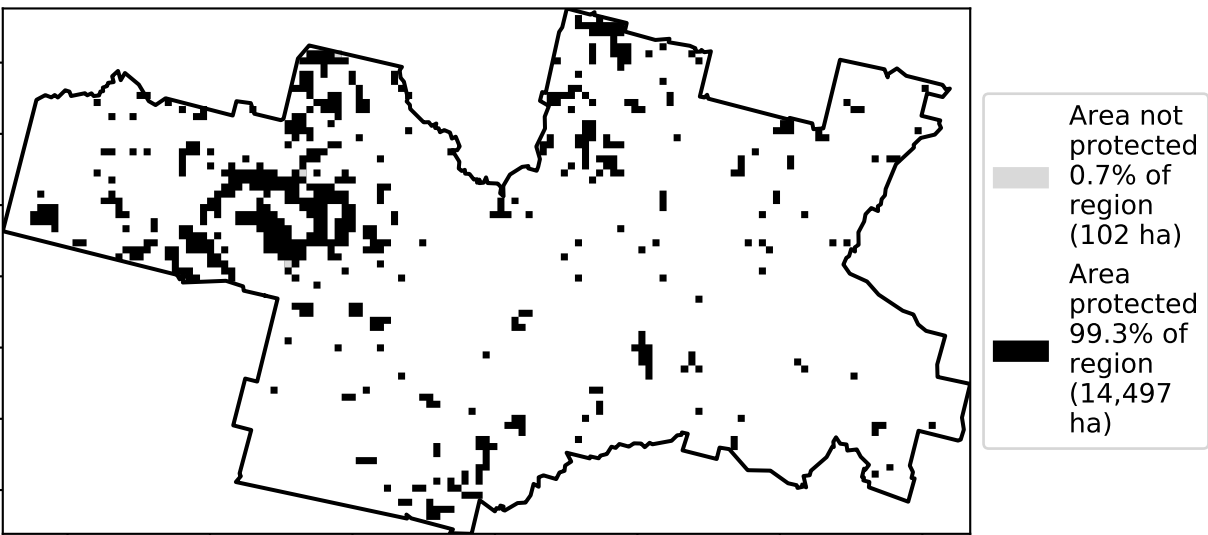 Area not
protected
0.7% of
region
(102 ha)
Area
protected
99.3% of
region
(14,497
ha)